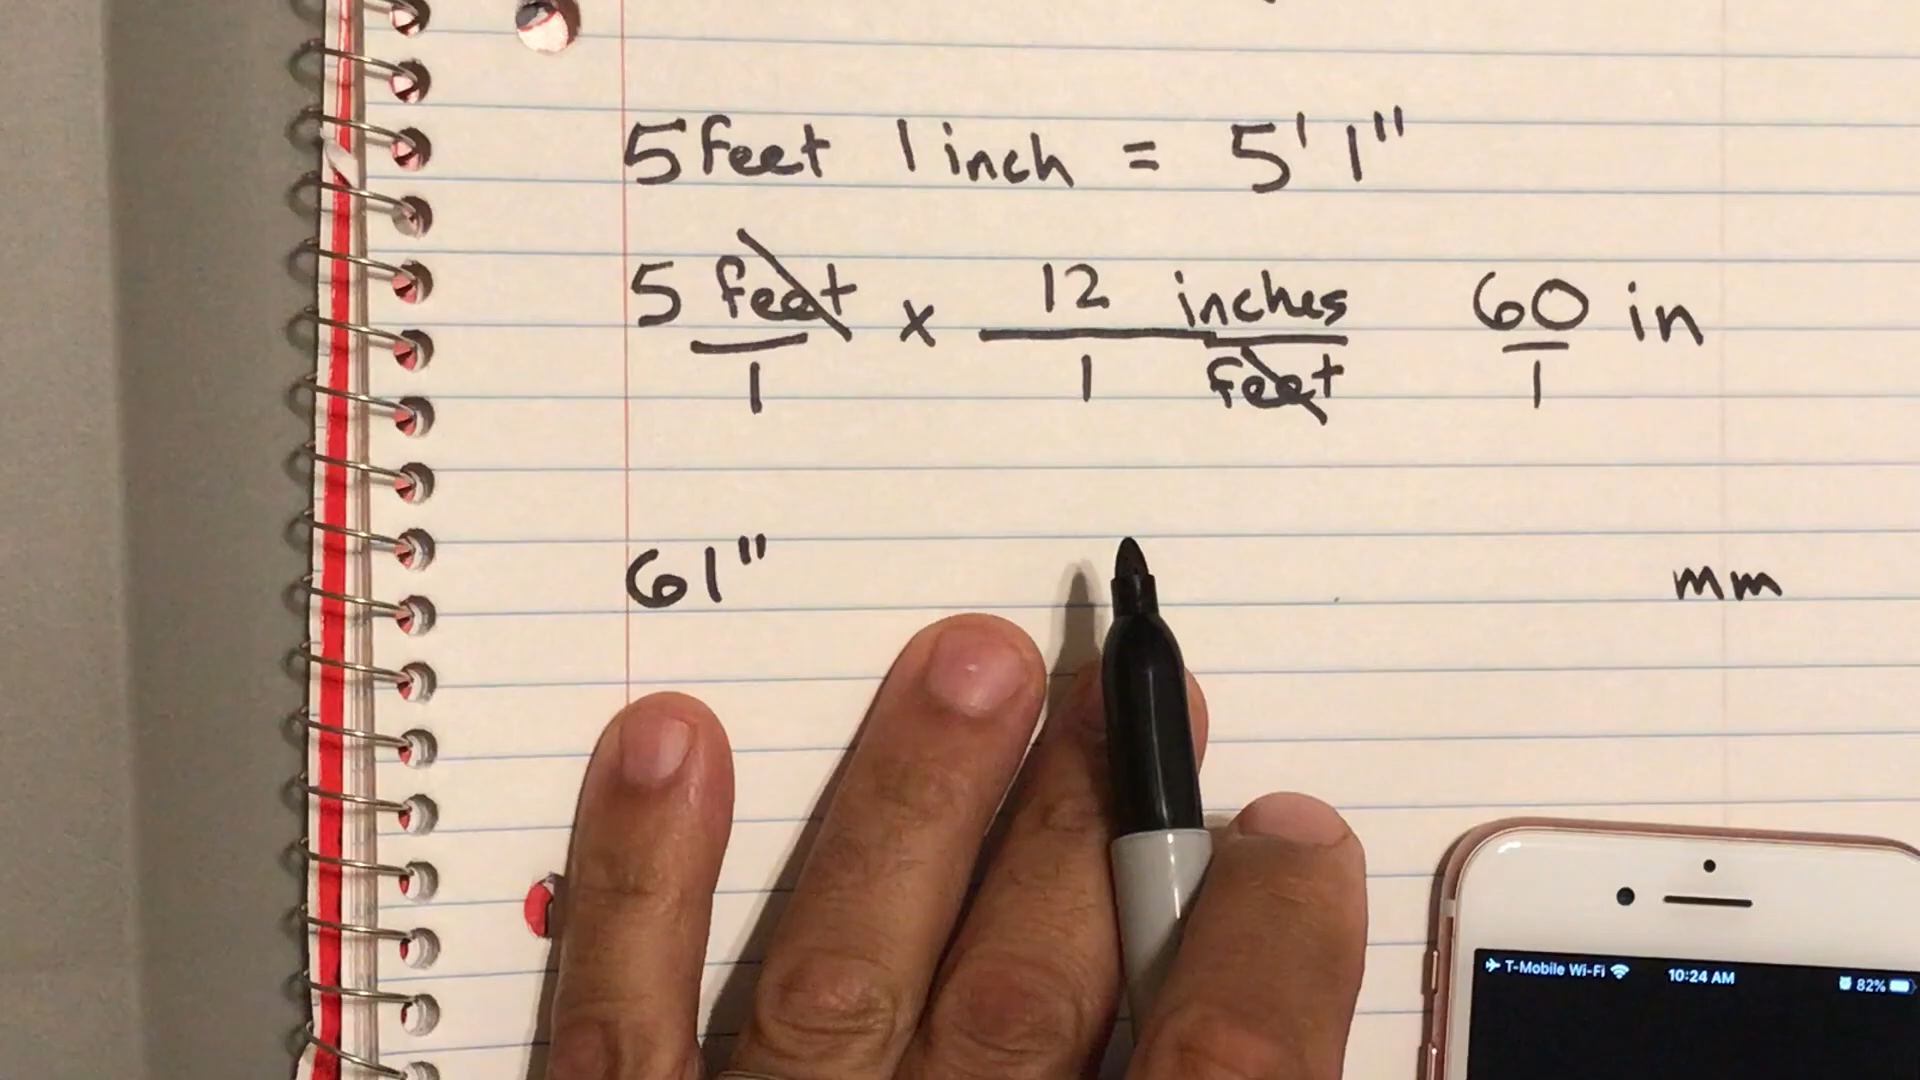 5 feet 1 inch = 5' 1"
5 feet x 12 inches 60 in
1 1 feet 1
61" mm
T-Mobile Wi-Fi 10:24 AM 82%